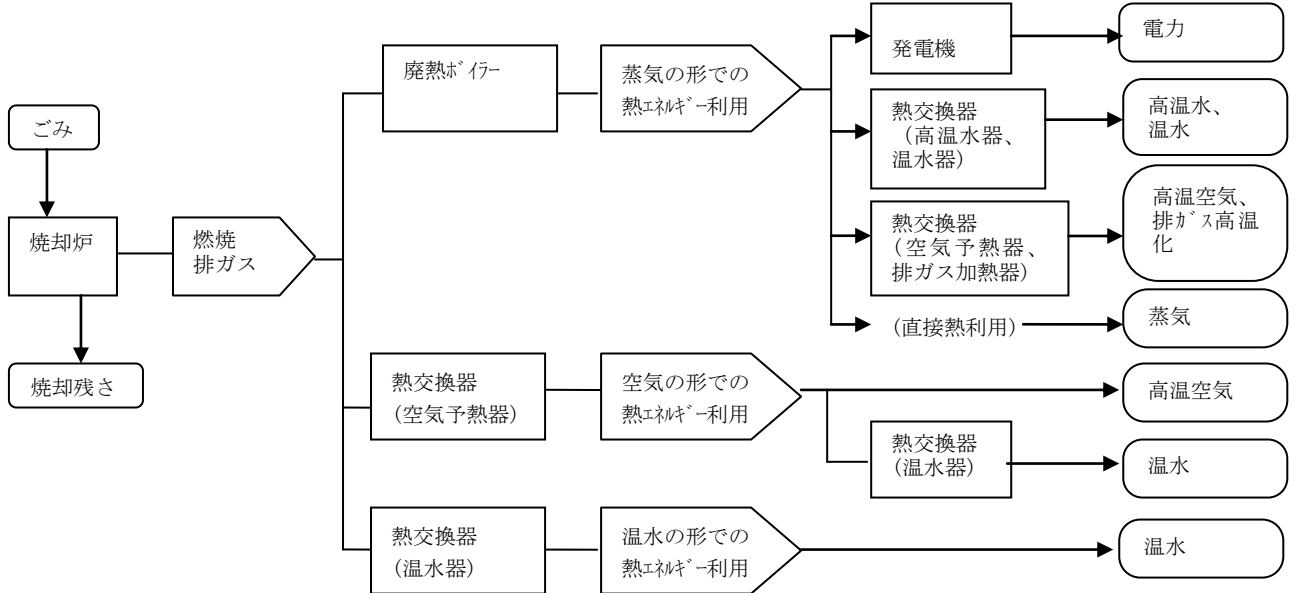 ごみ
焼却炉
焼却残さ
燃焼
排ガス
廃熱ﾎﾞｲﾗｰ
蒸気の形での
熱ｴﾈﾙｷﾞｰ利用
発電機
電力
熱交換器
(高温水器、
温水器)
高温水、
温水
熱交換器
(空気予熱器、
排ガス加熱器)
高温空気、
排ｶﾞｽ高温
化
(直接熱利用)
蒸気
熱交換器
(空気予熱器)
空気の形での
熱ｴﾈﾙｷﾞｰ利用
高温空気
熱交換器
(温水器)
温水
熱交換器
(温水器)
温水の形での
熱ｴﾈﾙｷﾞｰ利用
温水